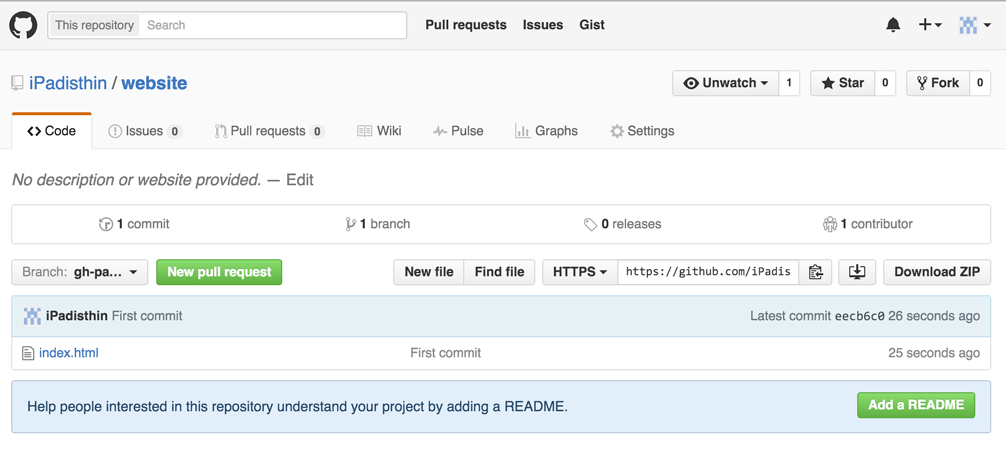 This repository Search Pull requests Issues Gist
iPadisthin / website Unwatch 1 Star 0 Fork 0
Code Issues 0 Pull requests 0 Wiki Pulse Graphs Settings
No description or website provided. — Edit
1 commit 1 branch 0 releases 1 contributor
Branch: gh-pa... New pull request New file Find file HTTPS https://github.com/iPadis Download ZIP
iPadisthin First commit Latest commit eecb6c0 26 seconds ago
index.html First commit 25 seconds ago
Help people interested in this repository understand your project by adding a README. Add a README